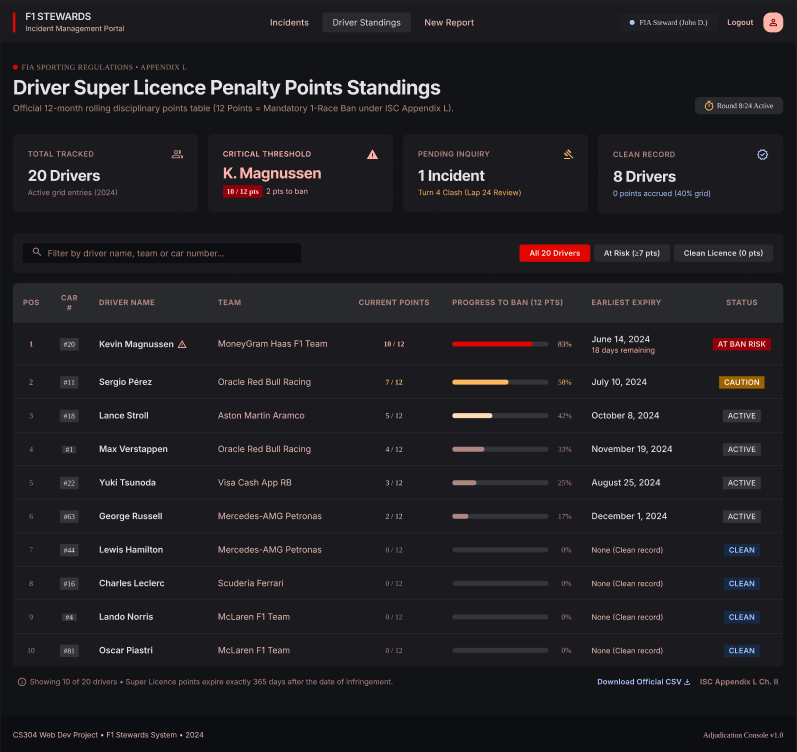 F1 STEWARDS
Incident Management Portal
Incidents
Driver Standings
New Report
FIA Steward (John D.)
Logout
FIA SPORTING REGULATIONS • APPENDIX L
Driver Super Licence Penalty Points Standings
Official 12-month rolling disciplinary points table (12 Points = Mandatory 1-Race Ban under ISC Appendix L).
Round 8/24 Active
TOTAL TRACKED
20 Drivers
Active grid entries (2024)
CRITICAL THRESHOLD
K. Magnussen
10 / 12 pts 2 pts to ban
PENDING INQUIRY
1 Incident
Turn 4 Clash (Lap 24 Review)
CLEAN RECORD
8 Drivers
0 points accrued (40% grid)
Filter by driver name, team or car number...
All 20 Drivers
At Risk (≥7 pts)
Clean Licence (0 pts)
POS CAR # DRIVER NAME TEAM CURRENT POINTS PROGRESS TO BAN (12 PTS) EARLIEST EXPIRY STATUS
1 #20 Kevin Magnussen MoneyGram Haas F1 Team 10 / 12 83% June 14, 2024 AT BAN RISK
18 days remaining
2 #11 Sergio Pérez Oracle Red Bull Racing 7 / 12 58% July 10, 2024 CAUTION
3 #18 Lance Stroll Aston Martin Aramco 5 / 12 42% October 8, 2024 ACTIVE
4 #1 Max Verstappen Oracle Red Bull Racing 4 / 12 33% November 19, 2024 ACTIVE
5 #22 Yuki Tsunoda Visa Cash App RB 3 / 12 25% August 25, 2024 ACTIVE
6 #63 George Russell Mercedes-AMG Petronas 2 / 12 17% December 1, 2024 ACTIVE
7 #44 Lewis Hamilton Mercedes-AMG Petronas 0 / 12 0% None (Clean record) CLEAN
8 #16 Charles Leclerc Scuderia Ferrari 0 / 12 0% None (Clean record) CLEAN
9 #4 Lando Norris McLaren F1 Team 0 / 12 0% None (Clean record) CLEAN
10 #81 Oscar Piastri McLaren F1 Team 0 / 12 0% None (Clean record) CLEAN
Showing 10 of 20 drivers • Super Licence points expire exactly 365 days after the date of infringement.
Download Official CSV
ISC Appendix L Ch. II
CS304 Web Dev Project • F1 Stewards System • 2024
Adjudication Console v1.0